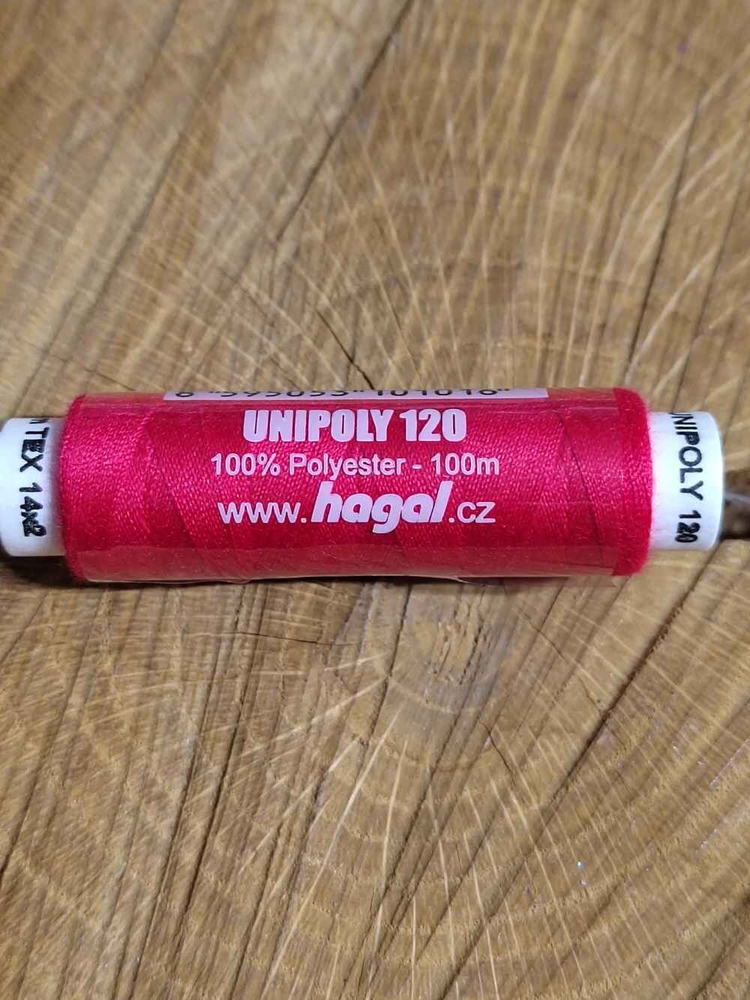 UNIPOLY 120
100% Polyester - 100m
www.hagal.cz
TEX 14x2
UNIPOLY 120